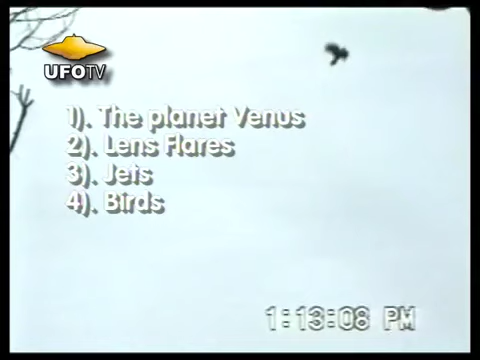 UFOTV
1). The planet Venus
2). Lens Flares
3). Jets
4). Birds
1:13:08 PM